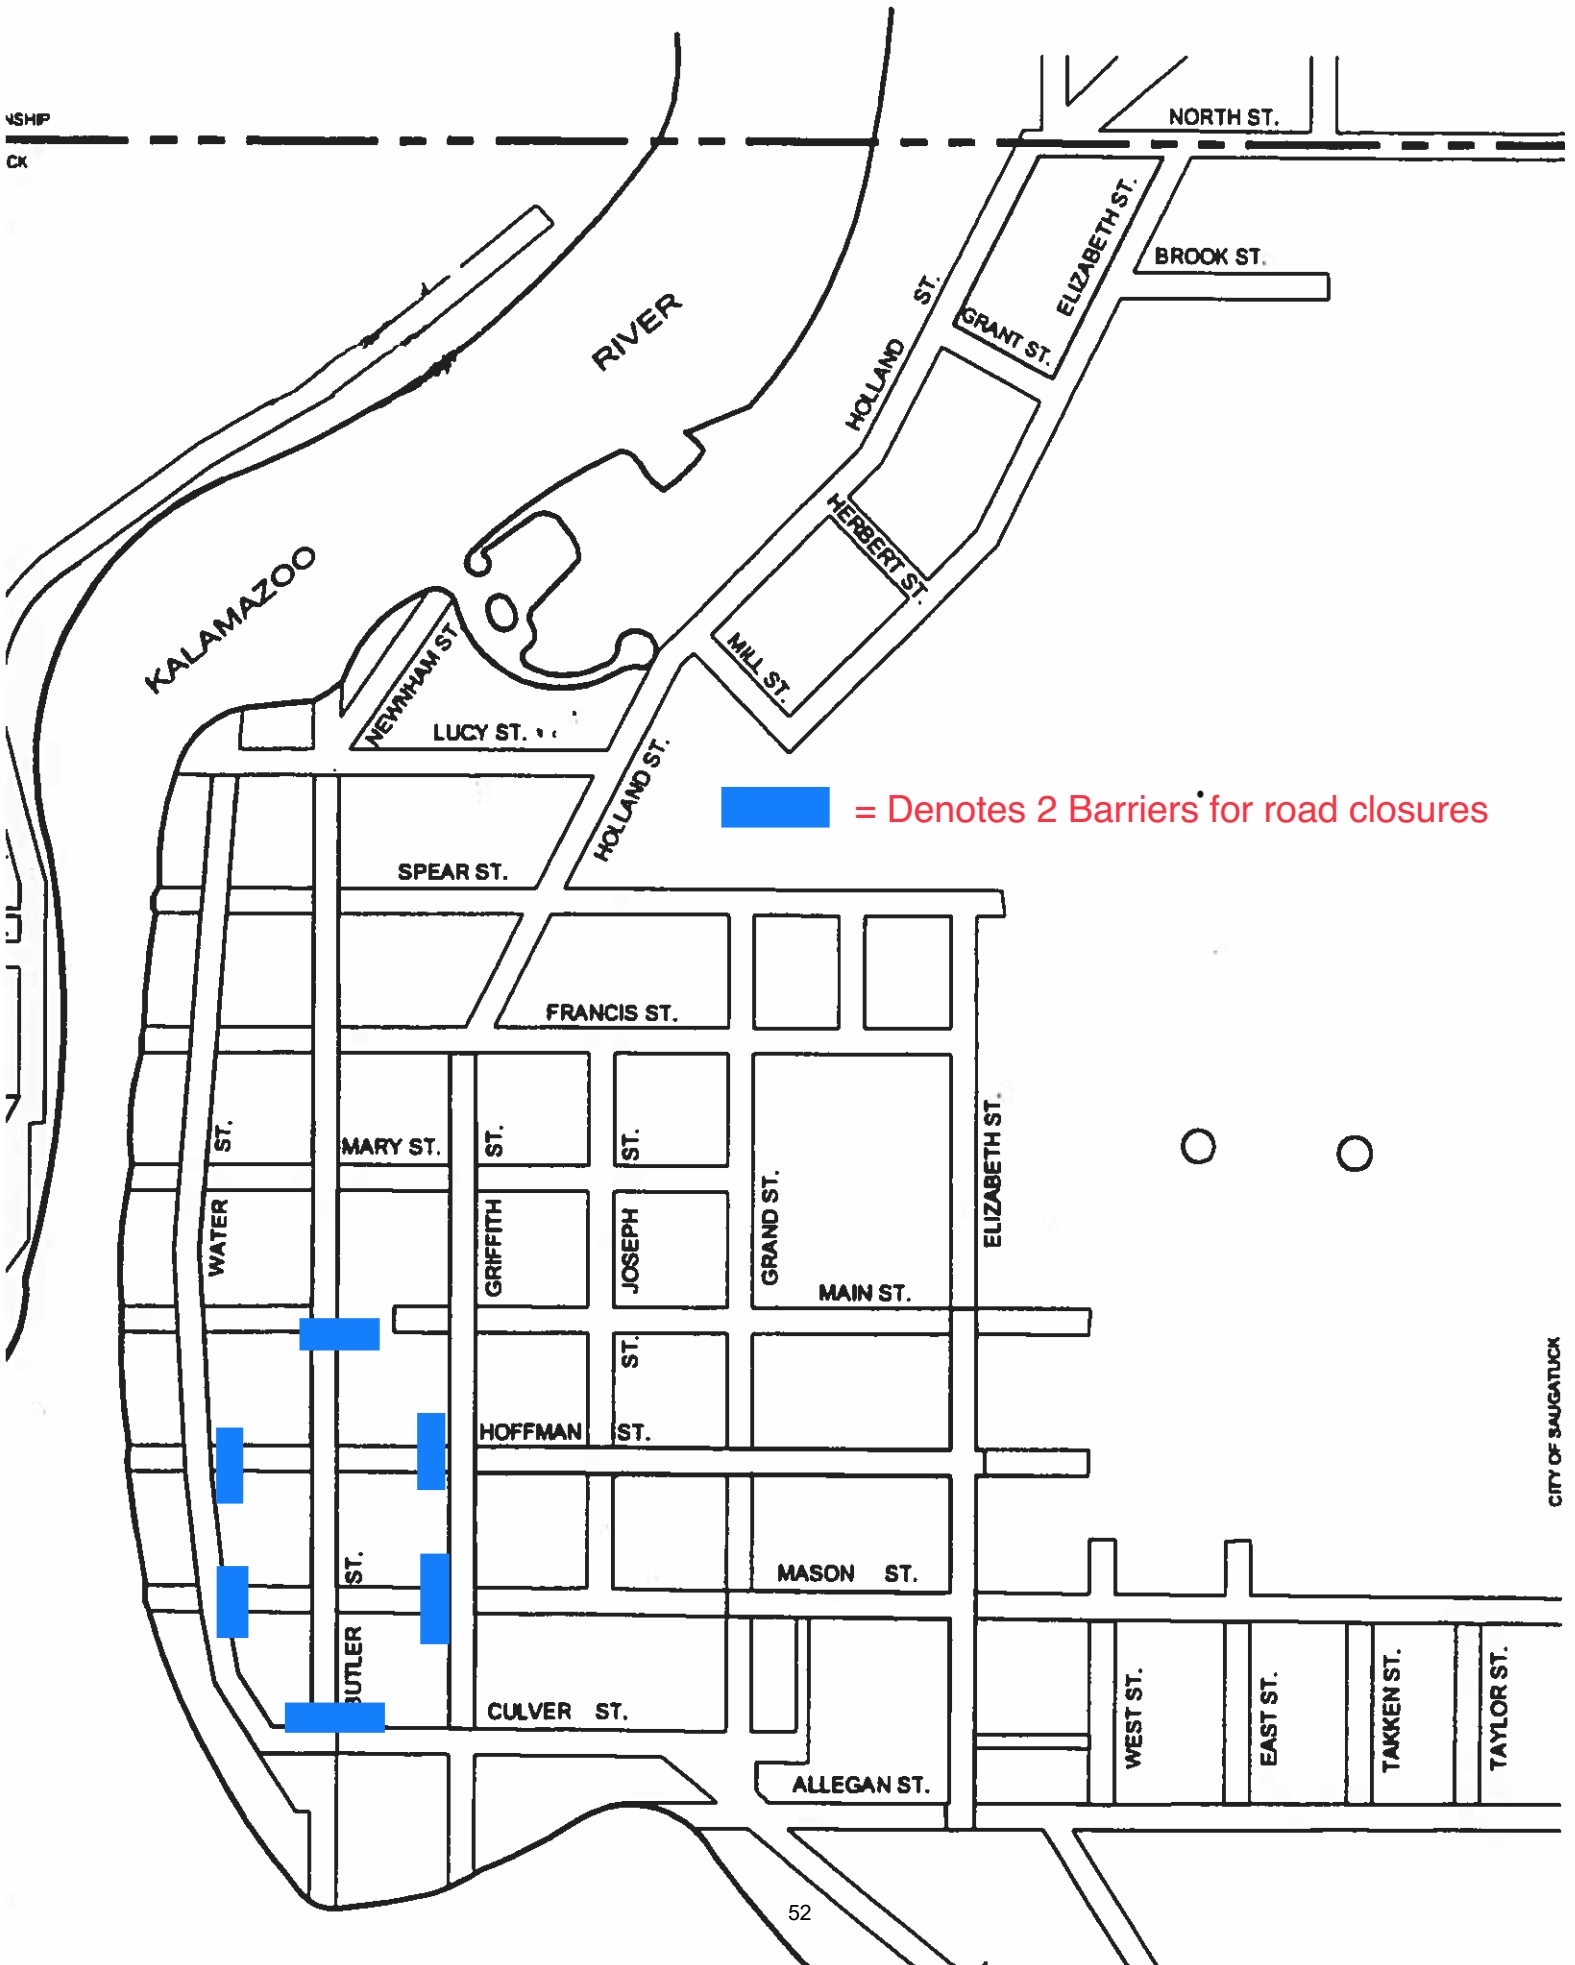 NORTH ST.
CK
ELIZABETH ST.
BROOK ST.
HOLLAND ST.
GRANT ST.
RIVER
HERBERT ST.
KALAMAZOO
MILL ST.
NEWNHAM ST
LUCY ST.
HOLLAND ST.
= Denotes 2 Barriers for road closures
SPEAR ST.
FRANCIS ST.
WATER ST.
MARY ST.
GRIFFITH ST.
JOSEPH ST.
GRAND ST.
ELIZABETH ST.
MAIN ST.
ST.
HOFFMAN ST.
CITY OF SAUGATUCK
BUTLER ST.
MASON ST.
CULVER ST.
WEST ST.
EAST ST.
TAKKEN ST.
TAYLOR ST.
ALLEGAN ST.
52